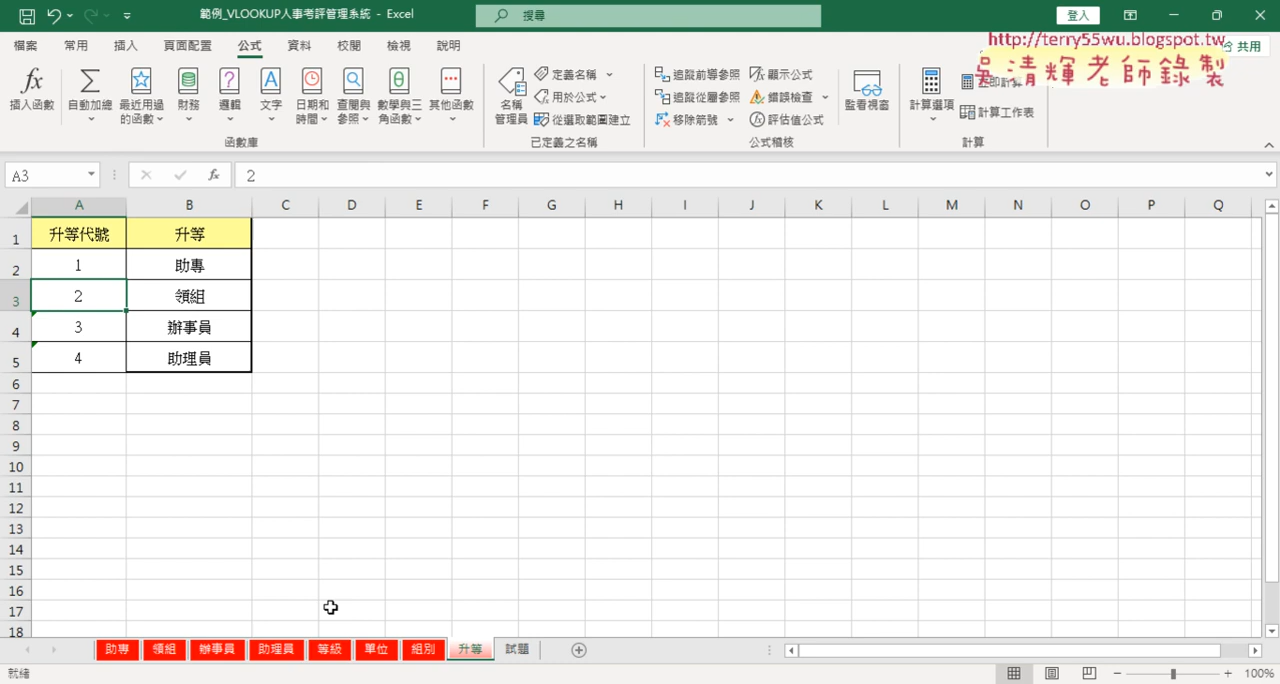 範例_VLOOKUP人事考評管理系統 - Excel
搜尋
登入
檔案 常用 插入 頁面配置 公式 資料 校閱 檢視 說明
共用
http://terry55wu.blogspot.tw
吳清輝老師錄製
插入函數
自動加總
最近用過的函數
財務
邏輯
文字
日期和時間
查閱與參照
數學與三角函數
其他函數
函數庫
名稱管理員
定義名稱
用於公式
從選取範圍建立
已定義之名稱
追蹤前導參照
追蹤從屬參照
移除箭號
顯示公式
錯誤檢查
評估值公式
公式稽核
監看視窗
計算選項
立即計算
計算工作表
計算
A3
fx
2
A B C D E F G H I J K L M N O P Q
1 升等代號 升等
2 1 助專
3 2 領組
4 3 辦事員
5 4 助理員
6
7
8
9
10
11
12
13
14
15
16
17
18
助專 領組 辦事員 助理員 等級 單位 組別 升等 試題
就緒
100%